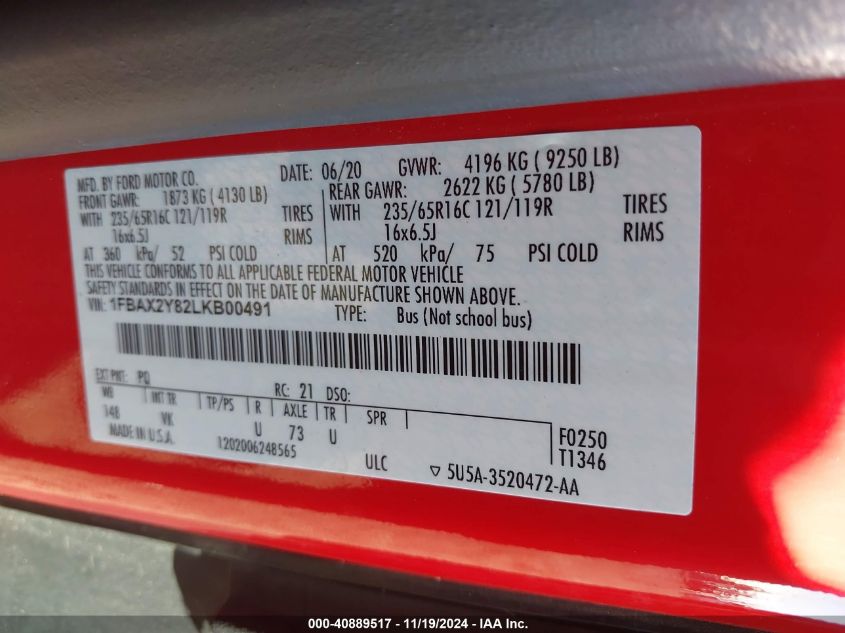 MFD. BY FORD MOTOR CO. DATE: 06/20 GVWR: 4196 KG ( 9250 LB)
FRONT GAWR: 1873 KG ( 4130 LB) REAR GAWR: 2622 KG ( 5780 LB)
WITH 235/65R16C 121/119R TIRES WITH 235/65R16C 121/119R TIRES
16x6.5J RIMS 16x6.5J RIMS
AT 360 kPa/ 52 PSI COLD AT 520 kPa/ 75 PSI COLD
THIS VEHICLE CONFORMS TO ALL APPLICABLE FEDERAL MOTOR VEHICLE
SAFETY STANDARDS IN EFFECT ON THE DATE OF MANUFACTURE SHOWN ABOVE.
VIN: 1FBAX2Y82LKB00491 TYPE: Bus (Not school bus)
EXT PNT: PQ RC: 21 DSO:
WB INT TR TP/PS R AXLE TR SPR
148 VK U 73 U F0250
MADE IN U.S.A. 1202006248565 T1346
ULC 5U5A-3520472-AA
000-40889517 - 11/19/2024 - IAA Inc.